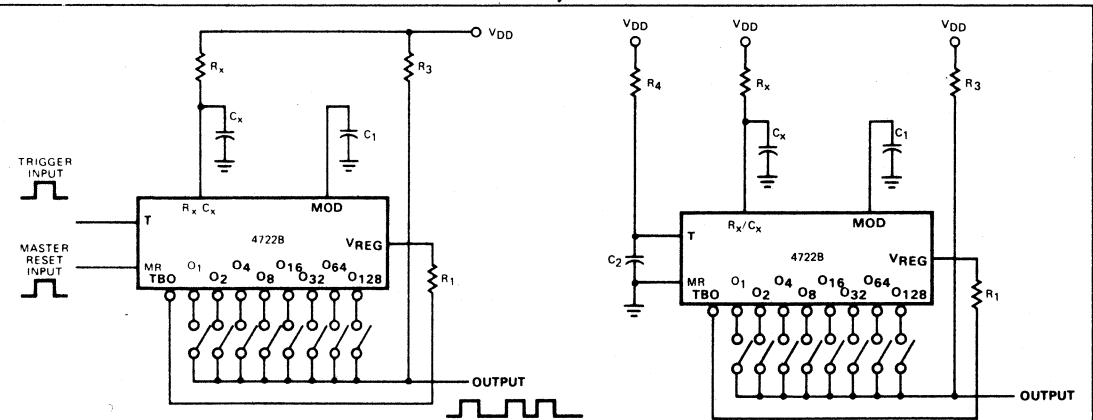 VDD
Rx
R3
Cx
C1
TRIGGER
INPUT
Rx Cx
MOD
T
4722B
VREG
MASTER
RESET
INPUT
MR
TBO
O1
O2
O4
O8
O16
O32
O64
O128
R1
OUTPUT
VDD
VDD
VDD
R4
Rx
R3
Cx
C1
Rx/Cx
MOD
T
4722B
VREG
C2
MR
TBO
O1
O2
O4
O8
O16
O32
O64
O128
R1
OUTPUT